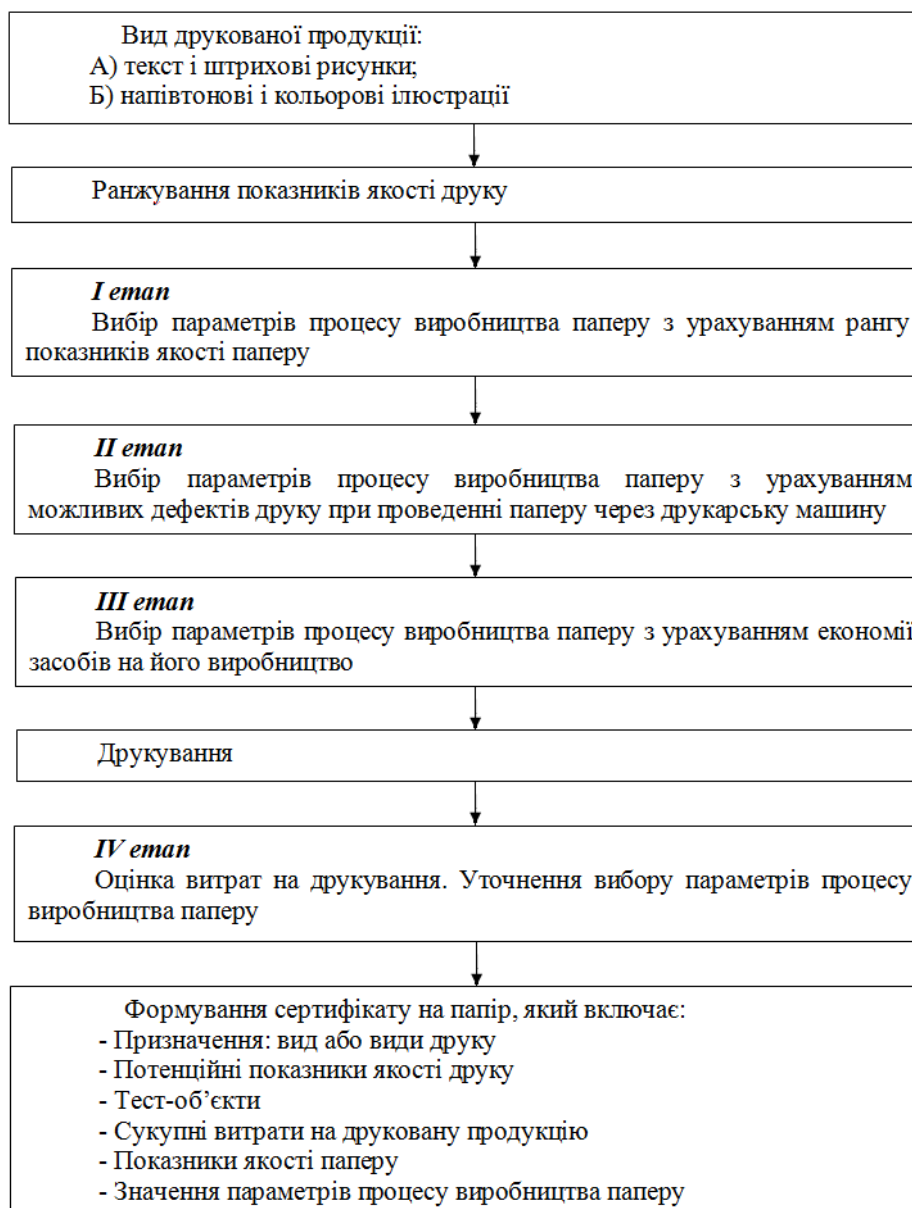 Вид друкованої продукції:
А) текст і штрихові рисунки;
Б) напівтонові і кольорові ілюстрації
Ранжування показників якості друку
I етап
Вибір параметрів процесу виробництва паперу з урахуванням рангу
показників якості паперу
II етап
Вибір параметрів процесу виробництва паперу з урахуванням
можливих дефектів друку при проведенні паперу через друкарську машину
III етап
Вибір параметрів процесу виробництва паперу з урахуванням економії
засобів на його виробництво
Друкування
IV етап
Оцінка витрат на друкування. Уточнення вибору параметрів процесу
виробництва паперу
Формування сертифікату на папір, який включає:
- Призначення: вид або види друку
- Потенційні показники якості друку
- Тест-об’єкти
- Сукупні витрати на друковану продукцію
- Показники якості паперу
- Значення параметрів процесу виробництва паперу